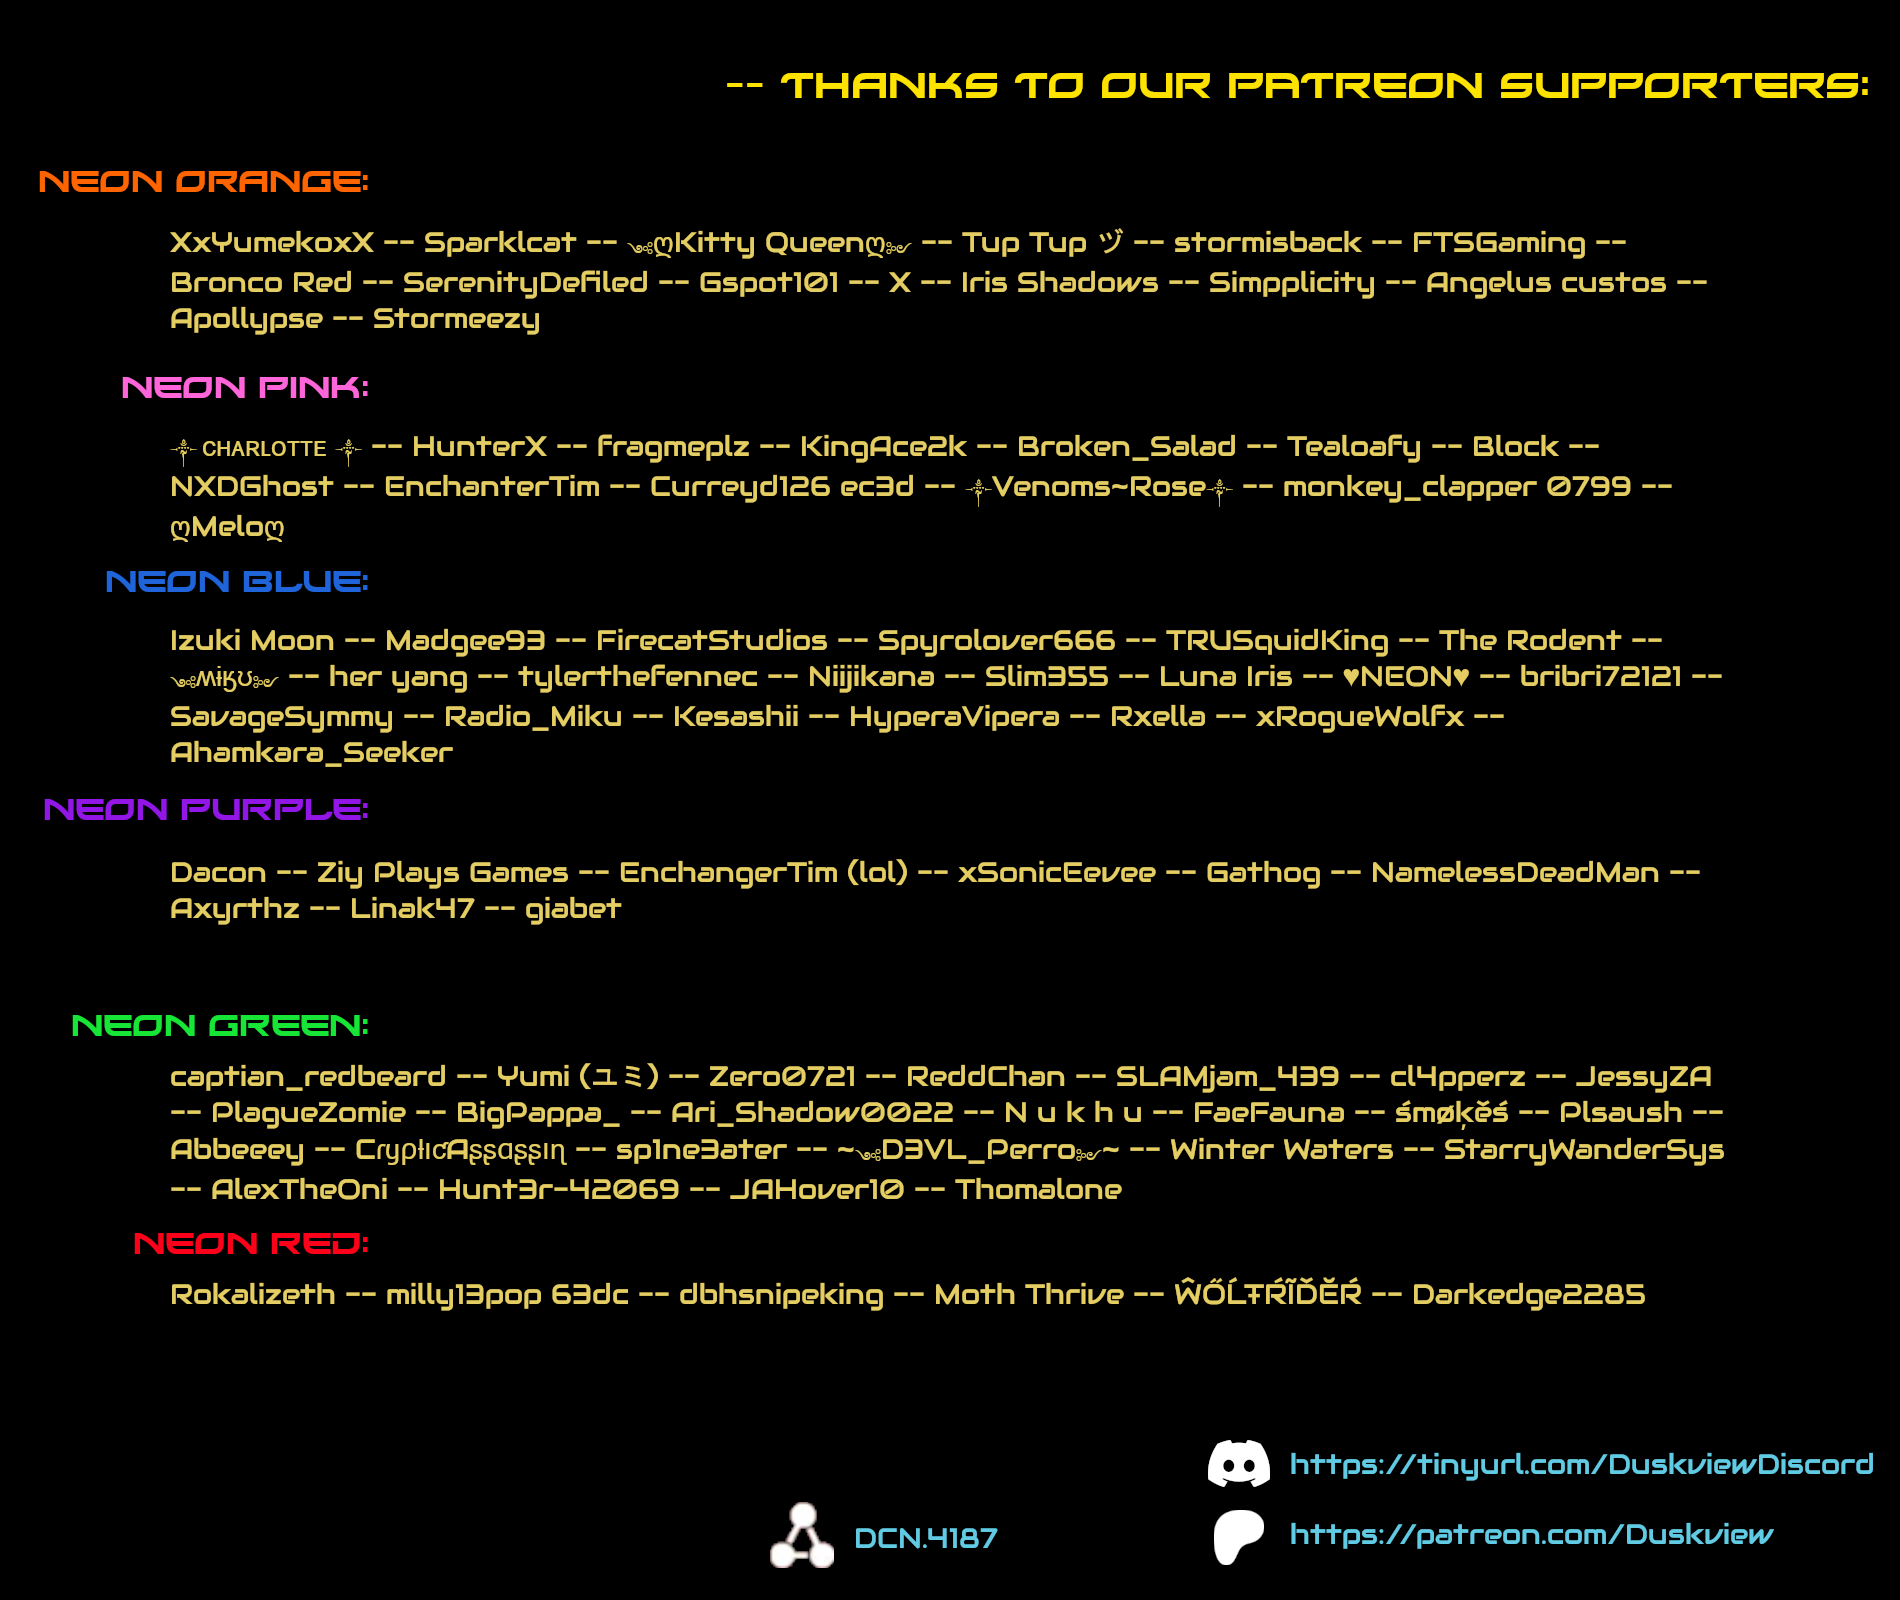 -- THANKS TO OUR PATREON SUPPORTERS:
NEON ORANGE:
XxYumekoxX -- Sparklcat -- ༺ღKitty Queenღ༻ -- Tup Tup ヅ -- stormisback -- FTSGaming --
Bronco Red -- SerenityDefiled -- Gspot101 -- X -- Iris Shadows -- Simpplicity -- Angelus custos --
Apollypse -- Stormeezy
NEON PINK:
༒ ᴄʜᴀʀʟᴏᴛᴛᴇ ༒ -- HunterX -- fragmeplz -- KingAce2k -- Broken_Salad -- Tealoafy -- Block --
NXDGhost -- EnchanterTim -- Curreyd126 ec3d -- ༒Venoms~Rose༒ -- monkey_clapper 0799 --
ღMeloღ
NEON BLUE:
Izuki Moon -- Madgee93 -- FirecatStudios -- Spyrolover666 -- TRUSquidKing -- The Rodent --
༺ʍɨӄʊ༻ -- her yang -- tylerthefennec -- Niijikana -- Slim355 -- Luna Iris -- ♥NEON♥ -- bribri72121 --
SavageSymmy -- Radio_Miku -- Kesashii -- HyperaVipera -- Rxella -- xRogueWolfx --
Ahamkara_Seeker
NEON PURPLE:
Dacon -- Ziy Plays Games -- EnchangerTim (lol) -- xSonicEevee -- Gathog -- NamelessDeadMan --
Axyrthz -- Linak47 -- giabet
NEON GREEN:
captian_redbeard -- Yumi (ユミ) -- Zero0721 -- ReddChan -- SLAMjam_439 -- cl4pperz -- JessyZA
-- PlagueZomie -- BigPappa_ -- Ari_Shadow0022 -- N u k h u -- FaeFauna -- śmøķěś -- Plsaush --
Abbeeey -- CɾყρƚιƈAʂʂαʂʂιɳ -- sp1ne3ater -- ~༺D3VL_Perro༻~ -- Winter Waters -- StarryWanderSys
-- AlexTheOni -- Hunt3r-42069 -- JAHover10 -- Thomalone
NEON RED:
Rokalizeth -- milly13pop 63dc -- dbhsnipeking -- Moth Thrive -- ŴŐĹŦŔĨĎĔŔ -- Darkedge2285
https://tinyurl.com/DuskviewDiscord
DCN.4187
https://patreon.com/Duskview